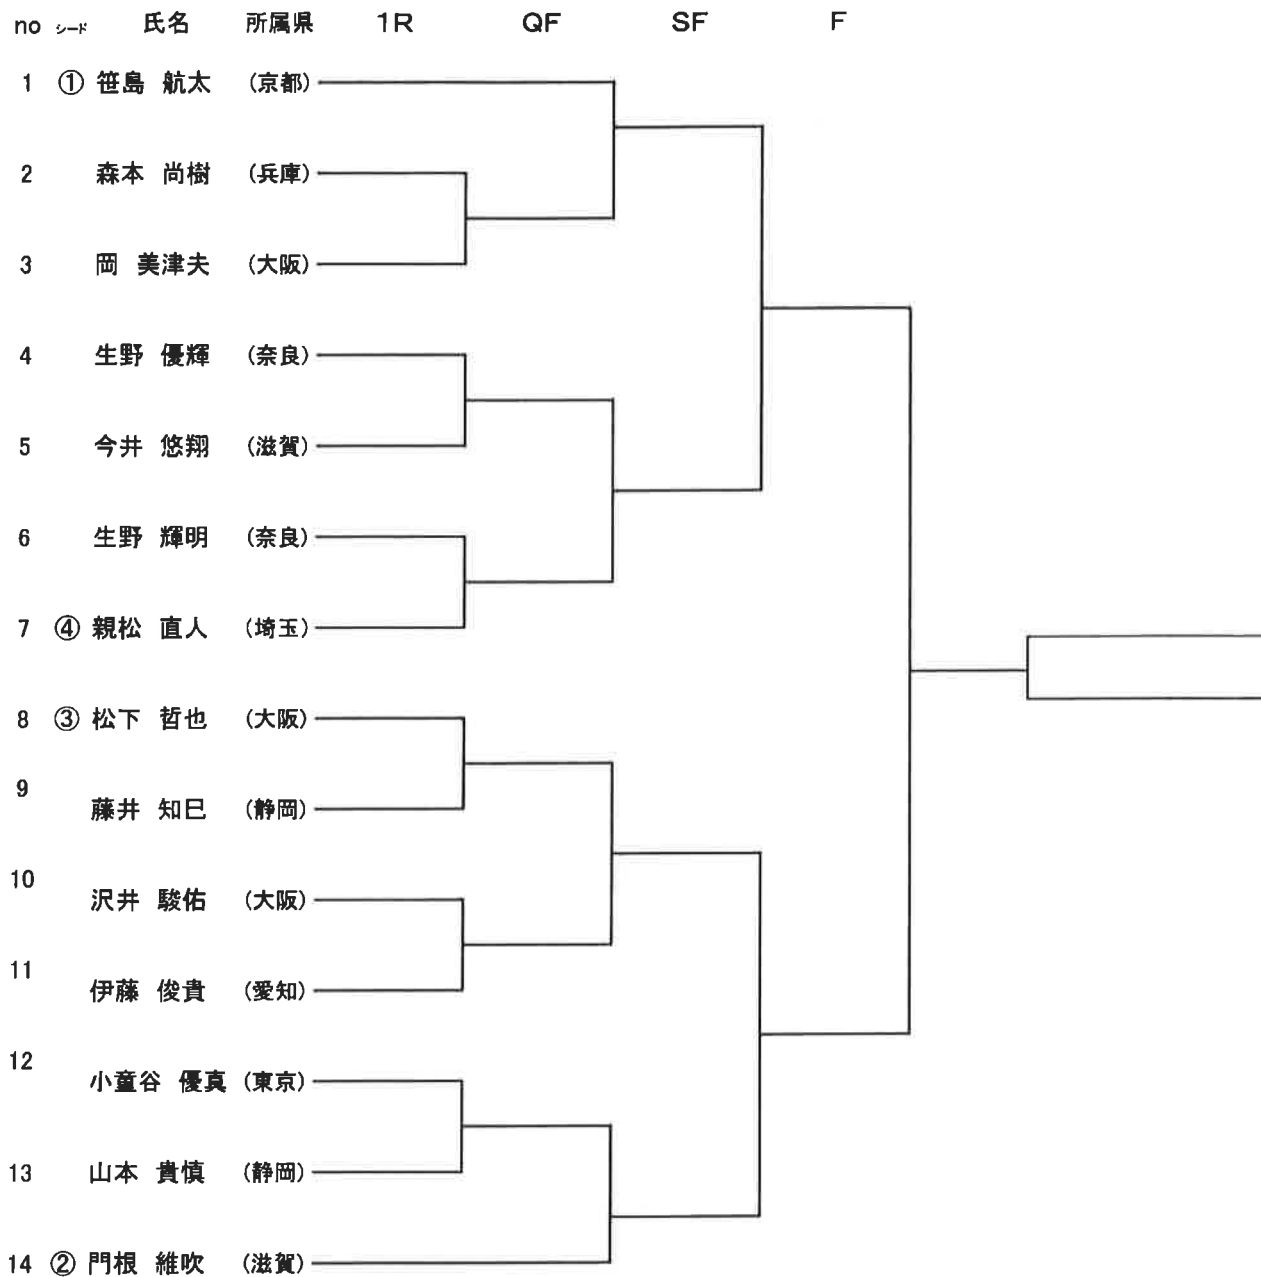 no シード 氏名 所属県 1R QF SF F
1 ① 笹島 航太 (京都)
2 森本 尚樹 (兵庫)
3 岡 美津夫 (大阪)
4 生野 優輝 (奈良)
5 今井 悠翔 (滋賀)
6 生野 輝明 (奈良)
7 ④ 親松 直人 (埼玉)
8 ③ 松下 哲也 (大阪)
9 藤井 知巳 (静岡)
10 沢井 駿佑 (大阪)
11 伊藤 俊貴 (愛知)
12 小童谷 優真 (東京)
13 山本 貴慎 (静岡)
14 ② 門根 維吹 (滋賀)